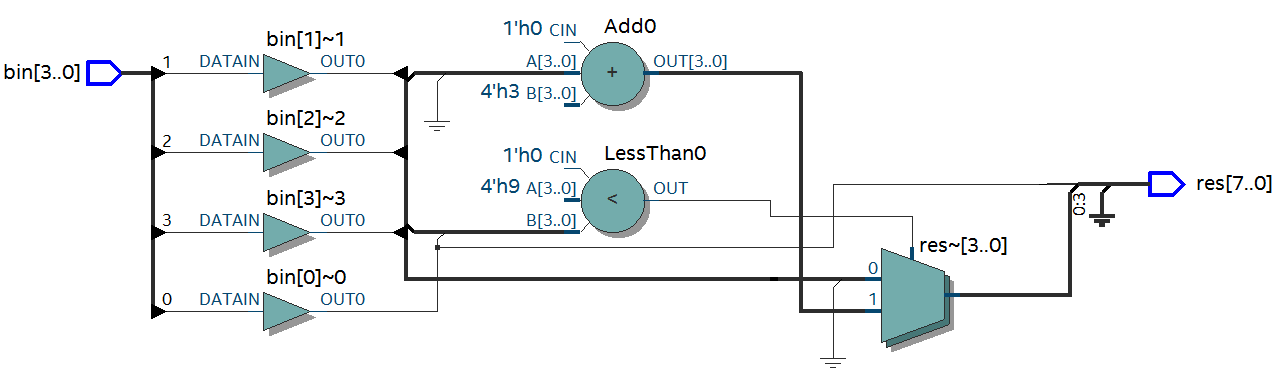 bin[3..0]
1 DATAIN bin[1]~1 OUT0
2 DATAIN bin[2]~2 OUT0
3 DATAIN bin[3]~3 OUT0
0 DATAIN bin[0]~0 OUT0
Add0
1'h0 CIN
A[3..0] + OUT[3..0]
4'h3 B[3..0]
LessThan0
1'h0 CIN
4'h9 A[3..0] < OUT
B[3..0]
res~[3..0]
0
1
0:3
res[7..0]